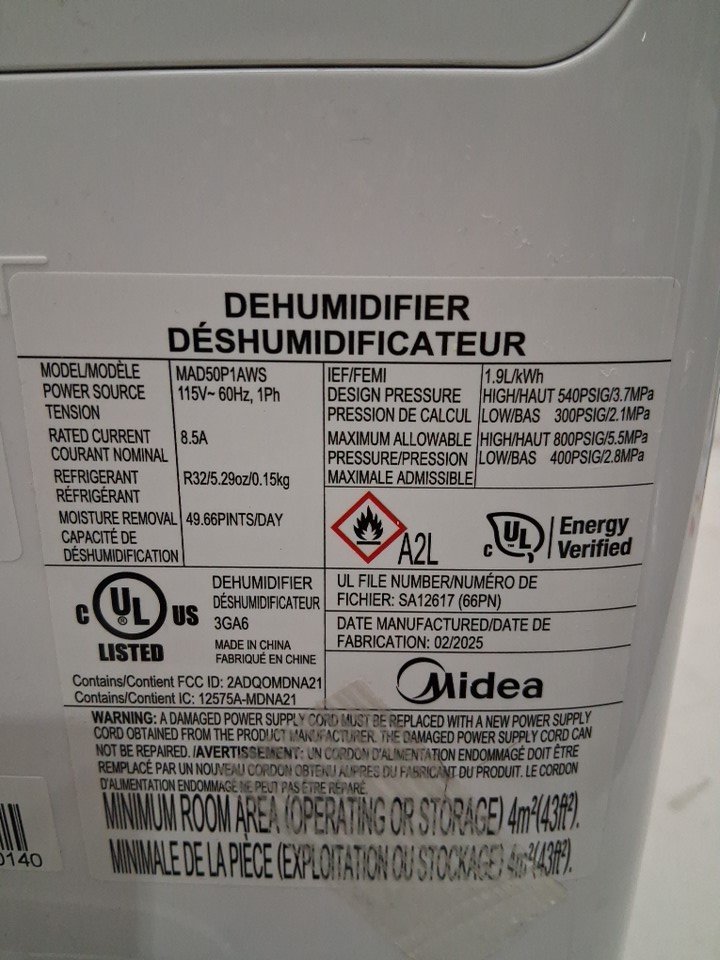 DEHUMIDIFIER
DÉSHUMIDIFICATEUR
MODEL/MODÈLE MAD50P1AWS
POWER SOURCE 115V~ 60Hz, 1Ph
TENSION
RATED CURRENT 8.5A
COURANT NOMINAL
REFRIGERANT R32/5.29oz/0.15kg
RÉFRIGÉRANT
MOISTURE REMOVAL 49.66PINTS/DAY
CAPACITÉ DE
DÉSHUMIDIFICATION
IEF/FEMI 1.9L/kWh
DESIGN PRESSURE HIGH/HAUT 540PSIG/3.7MPa
PRESSION DE CALCUL LOW/BAS 300PSIG/2.1MPa
MAXIMUM ALLOWABLE HIGH/HAUT 800PSIG/5.5MPa
PRESSURE/PRESSION LOW/BAS 400PSIG/2.8MPa
MAXIMALE ADMISSIBLE
A2L
C UL Energy
Verified
C UL ® US
LISTED
DEHUMIDIFIER
DÉSHUMIDIFICATEUR
3GA6
MADE IN CHINA
FABRIQUÉ EN CHINE
UL FILE NUMBER/NUMÉRO DE
FICHIER: SA12617 (66PN)
DATE MANUFACTURED/DATE DE
FABRICATION: 02/2025
Contains/Contient FCC ID: 2ADQOMDNA21
Contains/Contient IC: 12575A-MDNA21
Midea
WARNING: A DAMAGED POWER SUPPLY CORD MUST BE REPLACED WITH A NEW POWER SUPPLY
CORD OBTAINED FROM THE PRODUCT MANUFACTURER. THE DAMAGED POWER SUPPLY CORD CAN
NOT BE REPAIRED. /AVERTISSEMENT: UN CORDON D'ALIMENTATION ENDOMMAGÉ DOIT ÊTRE
REMPLACÉ PAR UN NOUVEAU CORDON OBTENU AUPRES DU FABRICANT DU PRODUIT. LE CORDON
D'ALIMENTATION ENDOMMAGÉ NE PEUT PAS ÊTRE RÉPARÉ.
MINIMUM ROOM AREA (OPERATING OR STORAGE) 4m²(43ft²).
MINIMALE DE LA PIÈCE (EXPLOITATION OU STOCKAGE) 4m²(43ft²).
0140